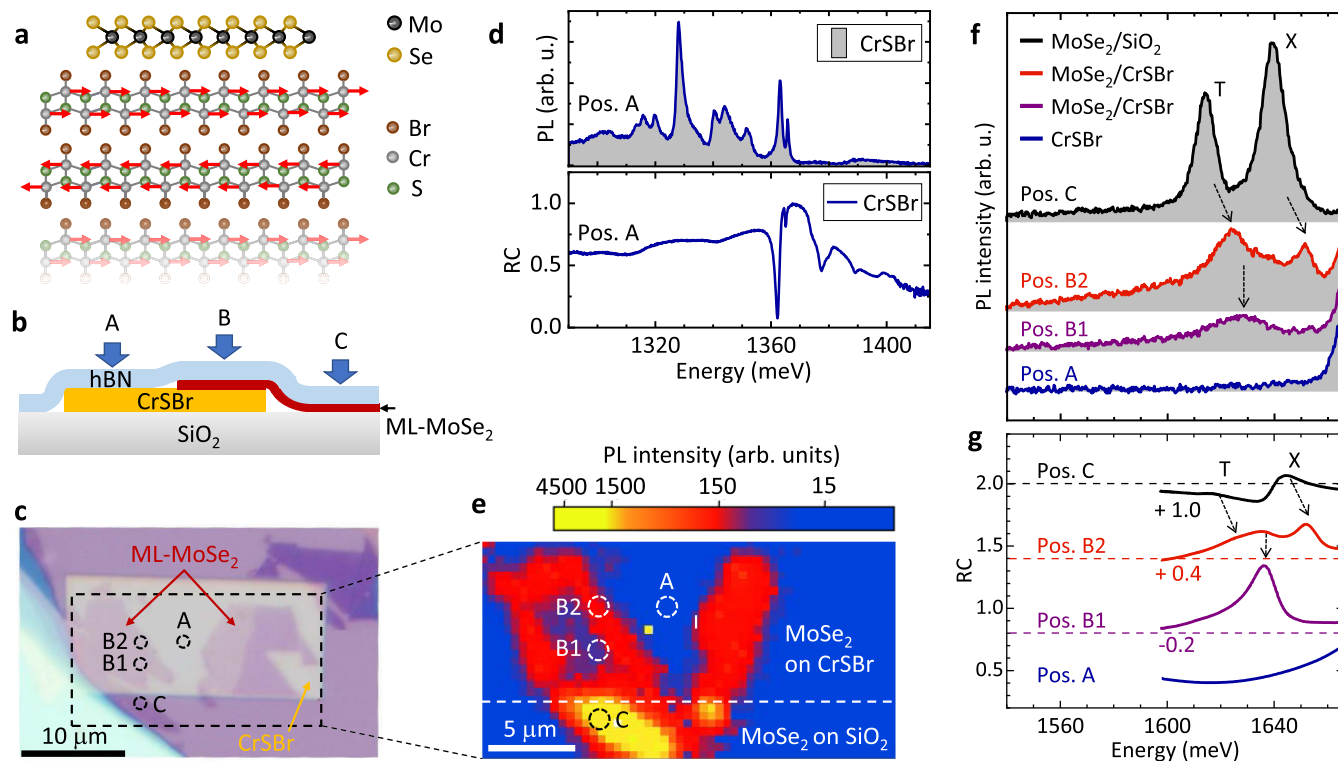 a
Mo
Se
Br
Cr
S
b
A
B
C
hBN
CrSBr
SiO₂
ML-MoSe₂
c
ML-MoSe₂
A
B2
B1
C
10 μm
CrSBr
d
PL (arb. u.)
CrSBr
Pos. A
RC
1.0
0.5
0.0
CrSBr
Pos. A
1320 1360 1400
Energy (meV)
e
PL intensity (arb. units)
4500 1500 150 15
A
B2
B1
C
MoSe₂
on CrSBr
5 μm
MoSe₂ on SiO₂
f
PL intensity (arb. u.)
MoSe₂/SiO₂
MoSe₂/CrSBr
MoSe₂/CrSBr
CrSBr
X
T
Pos. C
Pos. B2
Pos. B1
Pos. A
g
RC
2.0
1.5
1.0
0.5
T
X
Pos. C
+ 1.0
Pos. B2
+ 0.4
Pos. B1
-0.2
Pos. A
1560 1600 1640
Energy (meV)